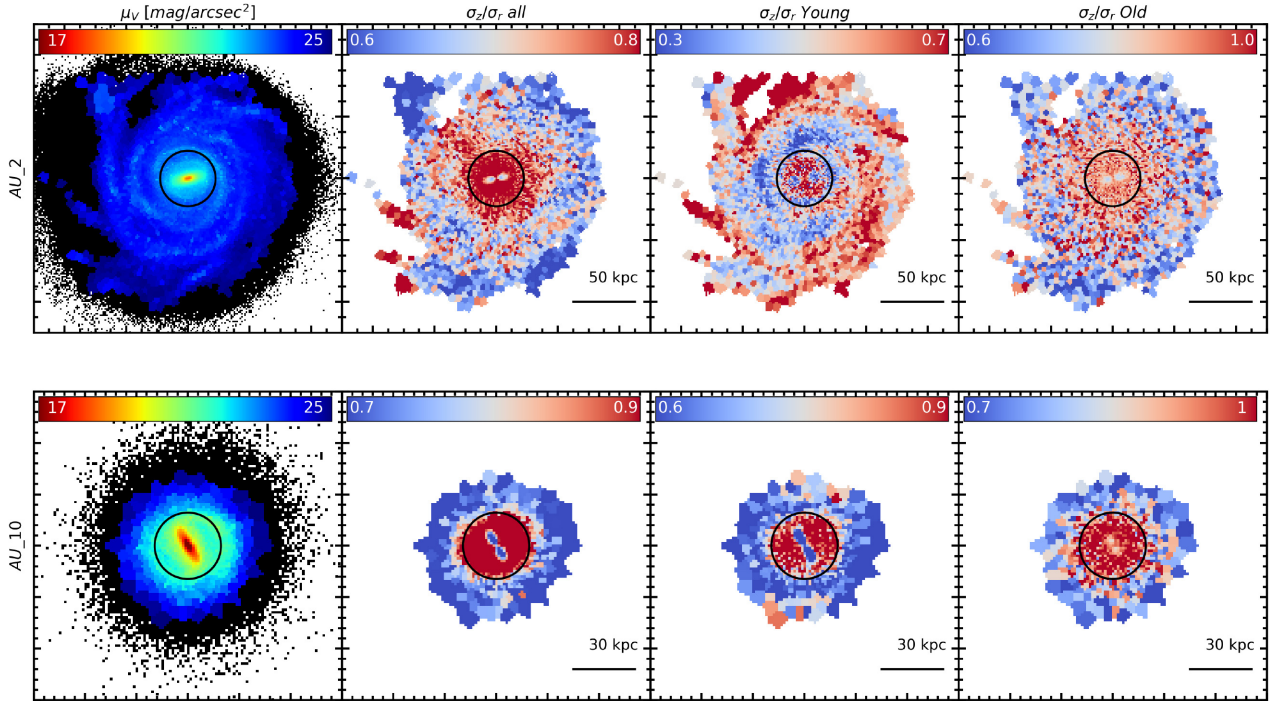 μ_V [mag/arcsec²] σ_z/σ_r all σ_z/σ_r Young σ_z/σ_r Old
17 25 0.6 0.8 0.3 0.7 0.6 1.0
AU_2
50 kpc 50 kpc 50 kpc
17 25 0.7 0.9 0.6 0.9 0.7 1
AU_10
30 kpc 30 kpc 30 kpc